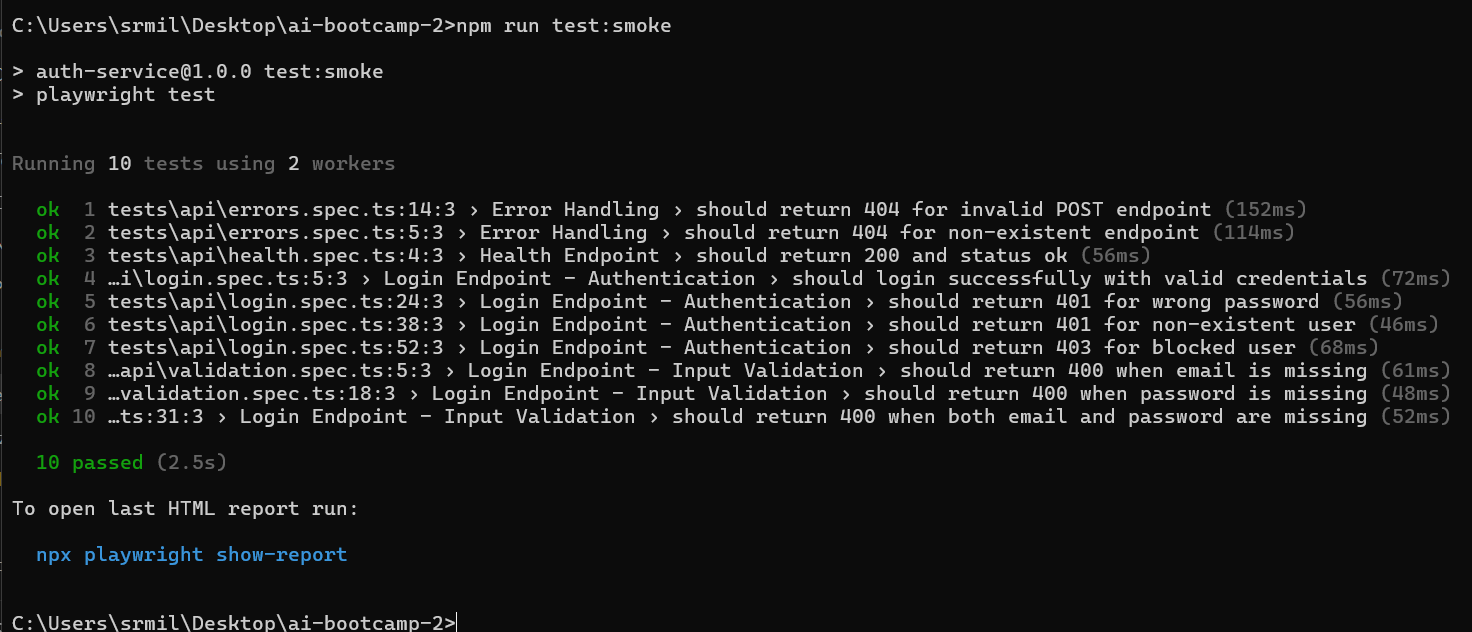 C:\Users\srmil\Desktop\ai-bootcamp-2>npm run test:smoke
> auth-service@1.0.0 test:smoke
> playwright test
Running 10 tests using 2 workers
ok 1 tests\api\errors.spec.ts:14:3 › Error Handling › should return 404 for invalid POST endpoint (152ms)
ok 2 tests\api\errors.spec.ts:5:3 › Error Handling › should return 404 for non-existent endpoint (114ms)
ok 3 tests\api\health.spec.ts:4:3 › Health Endpoint › should return 200 and status ok (56ms)
ok 4 …i\login.spec.ts:5:3 › Login Endpoint - Authentication › should login successfully with valid credentials (72ms)
ok 5 tests\api\login.spec.ts:24:3 › Login Endpoint - Authentication › should return 401 for wrong password (56ms)
ok 6 tests\api\login.spec.ts:38:3 › Login Endpoint - Authentication › should return 401 for non-existent user (46ms)
ok 7 tests\api\login.spec.ts:52:3 › Login Endpoint - Authentication › should return 403 for blocked user (68ms)
ok 8 …api\validation.spec.ts:5:3 › Login Endpoint - Input Validation › should return 400 when email is missing (61ms)
ok 9 …validation.spec.ts:18:3 › Login Endpoint - Input Validation › should return 400 when password is missing (48ms)
ok 10 …ts:31:3 › Login Endpoint - Input Validation › should return 400 when both email and password are missing (52ms)
10 passed (2.5s)
To open last HTML report run:
npx playwright show-report
C:\Users\srmil\Desktop\ai-bootcamp-2>